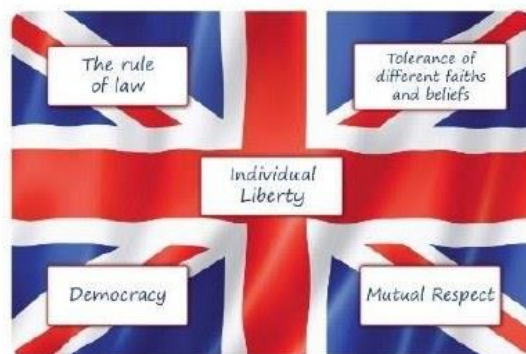 The rule
of law
Tolerance of
different faiths
and beliefs
Individual
Liberty
Democracy
Mutual Respect